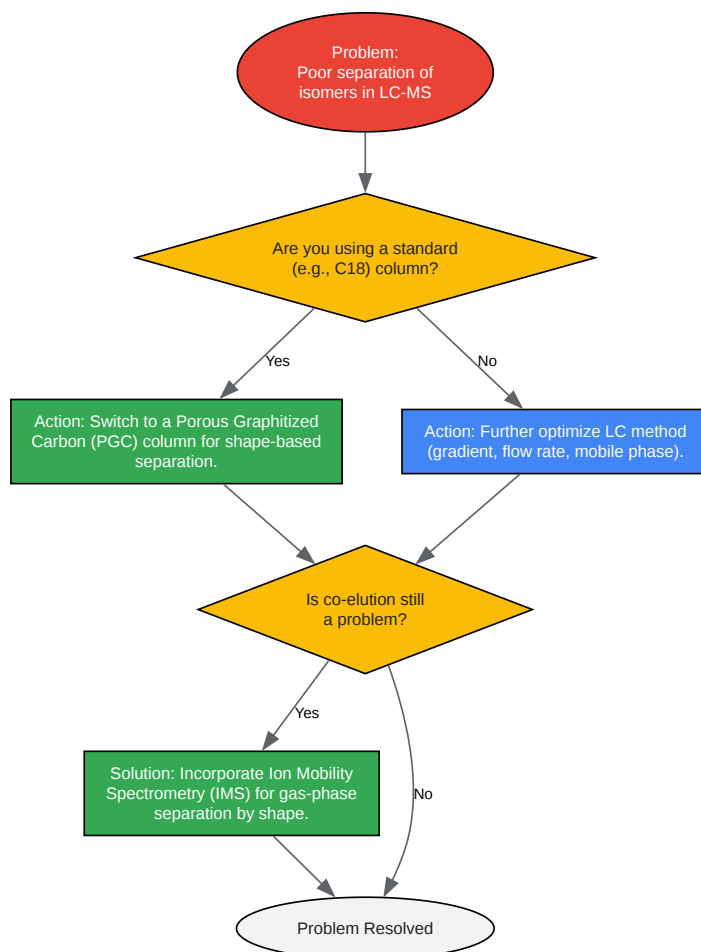 Problem:
Poor separation of
isomers in LC-MS
Are you using a standard
(e.g., C18) column?
Yes
No
Action: Switch to a Porous Graphitized
Carbon (PGC) column for shape-based
separation.
Action: Further optimize LC method
(gradient, flow rate, mobile phase).
Is co-elution still
a problem?
Yes
Solution: Incorporate Ion Mobility
Spectrometry (IMS) for gas-phase
separation by shape.
No
Problem Resolved